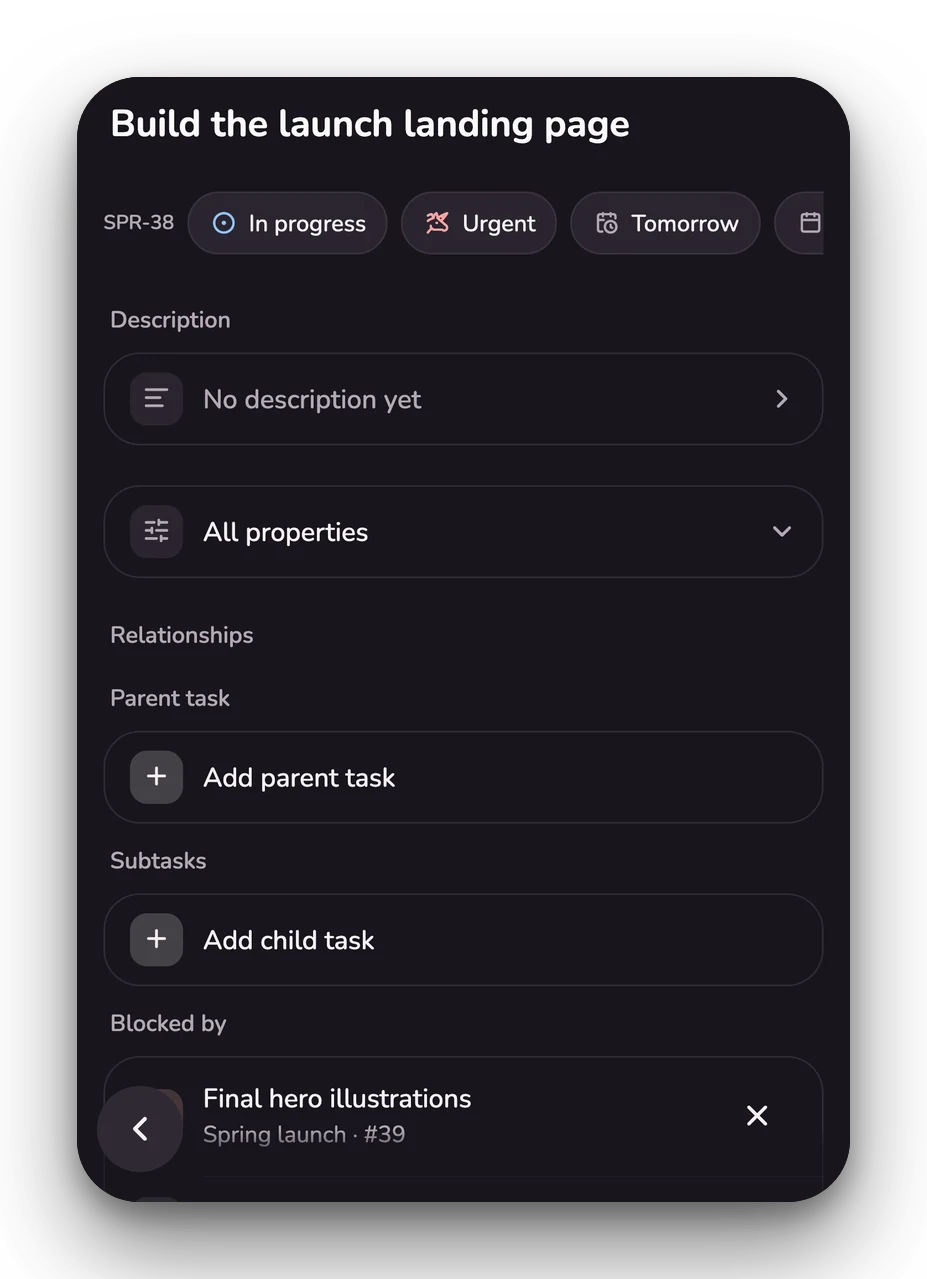 Build the launch landing page
SPR-38
In progress
Urgent
Tomorrow
Description
No description yet
All properties
Relationships
Parent task
Add parent task
Subtasks
Add child task
Blocked by
Final hero illustrations
Spring launch · #39